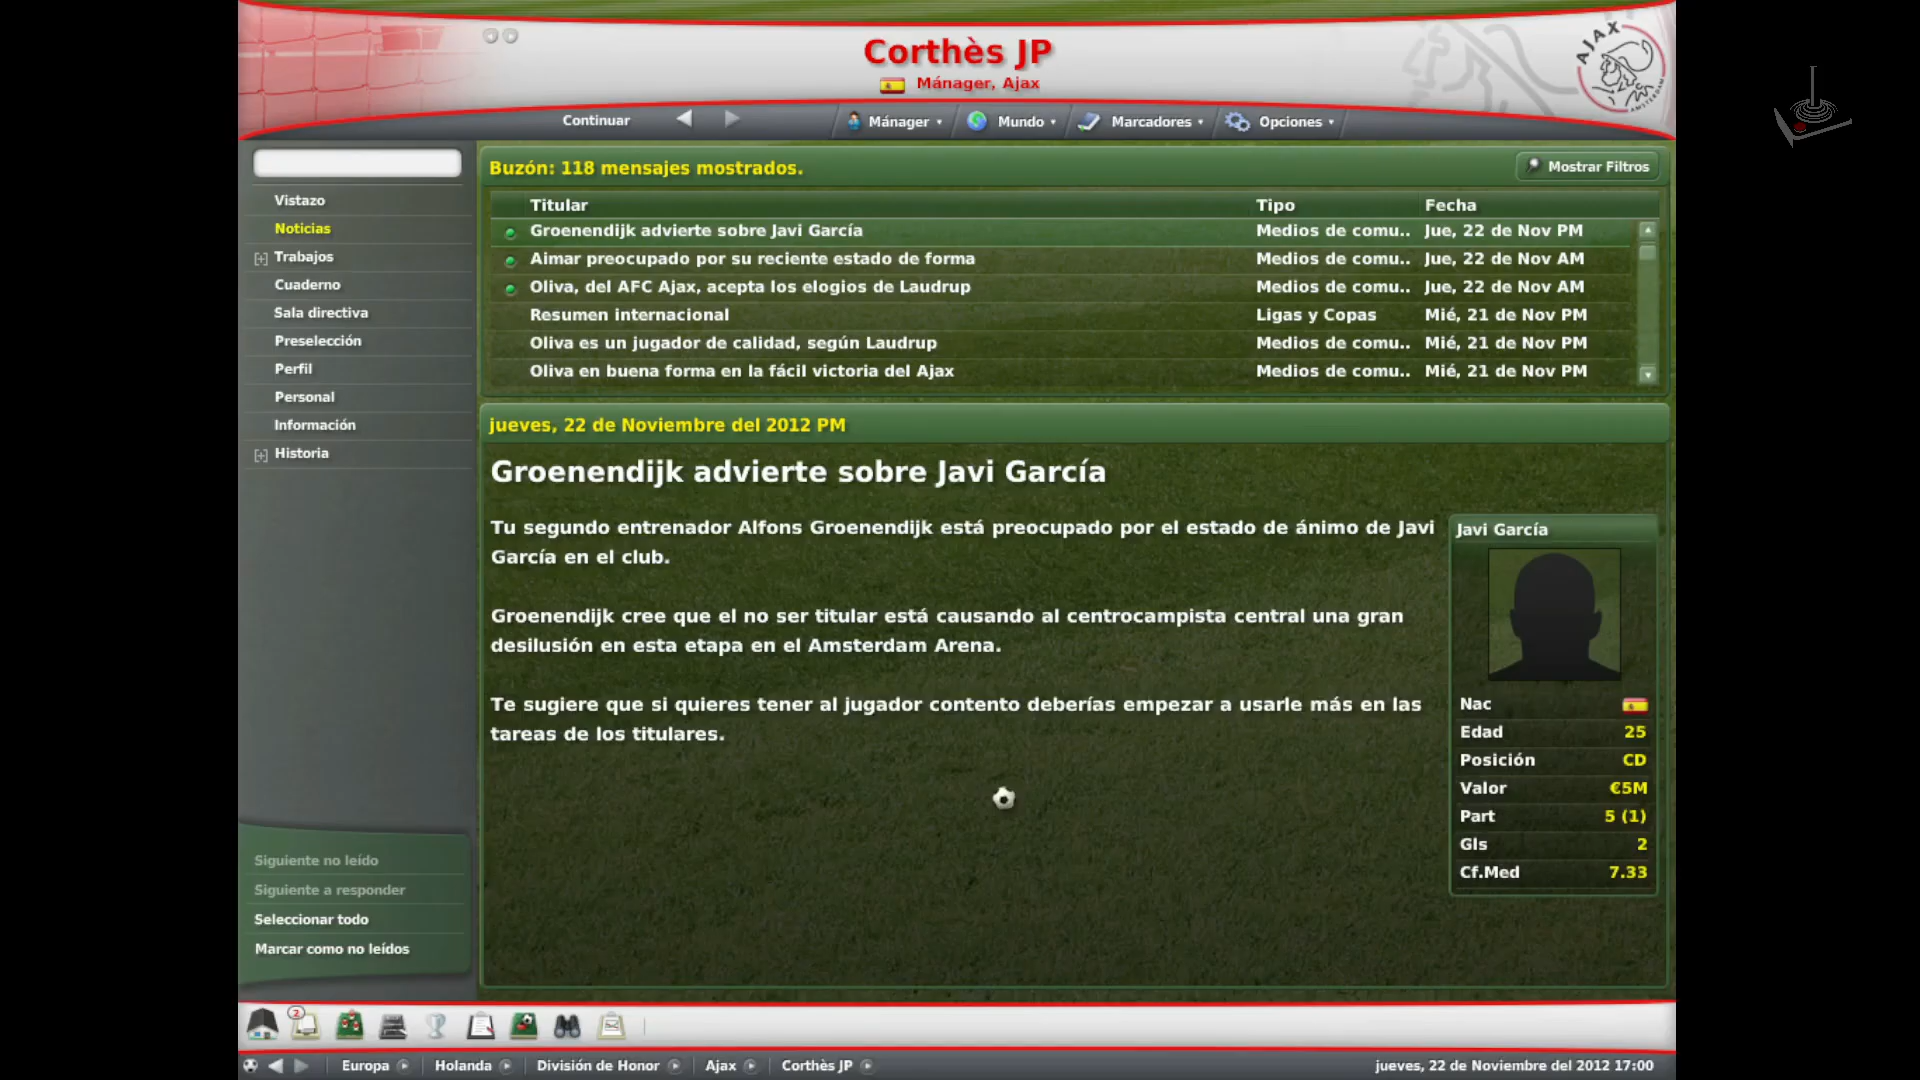 Corthès JP
Mánager, Ajax
AJAX
AMSTERDAM
Continuar
Mánager
Mundo
Marcadores
Opciones
Vistazo
Noticias
[+] Trabajos
Cuaderno
Sala directiva
Preselección
Perfil
Personal
Información
[+] Historia
Siguiente no leído
Siguiente a responder
Seleccionar todo
Marcar como no leídos
Buzón: 118 mensajes mostrados.
Mostrar Filtros
Titular Tipo Fecha
Groenendijk advierte sobre Javi García Medios de comu.. Jue, 22 de Nov PM
Aimar preocupado por su reciente estado de forma Medios de comu.. Jue, 22 de Nov AM
Oliva, del AFC Ajax, acepta los elogios de Laudrup Medios de comu.. Jue, 22 de Nov AM
Resumen internacional Ligas y Copas Mié, 21 de Nov PM
Oliva es un jugador de calidad, según Laudrup Medios de comu.. Mié, 21 de Nov PM
Oliva en buena forma en la fácil victoria del Ajax Medios de comu.. Mié, 21 de Nov PM
jueves, 22 de Noviembre del 2012 PM
Groenendijk advierte sobre Javi García
Tu segundo entrenador Alfons Groenendijk está preocupado por el estado de ánimo de Javi
García en el club.
Groenendijk cree que el no ser titular está causando al centrocampista central una gran
desilusión en esta etapa en el Amsterdam Arena.
Te sugiere que si quieres tener al jugador contento deberías empezar a usarle más en las
tareas de los titulares.
Javi García
Nac
Edad 25
Posición CD
Valor €5M
Part 5 (1)
Gls 2
Cf.Med 7.33
2
Europa
Holanda
División de Honor
Ajax
Corthès JP
jueves, 22 de Noviembre del 2012 17:00